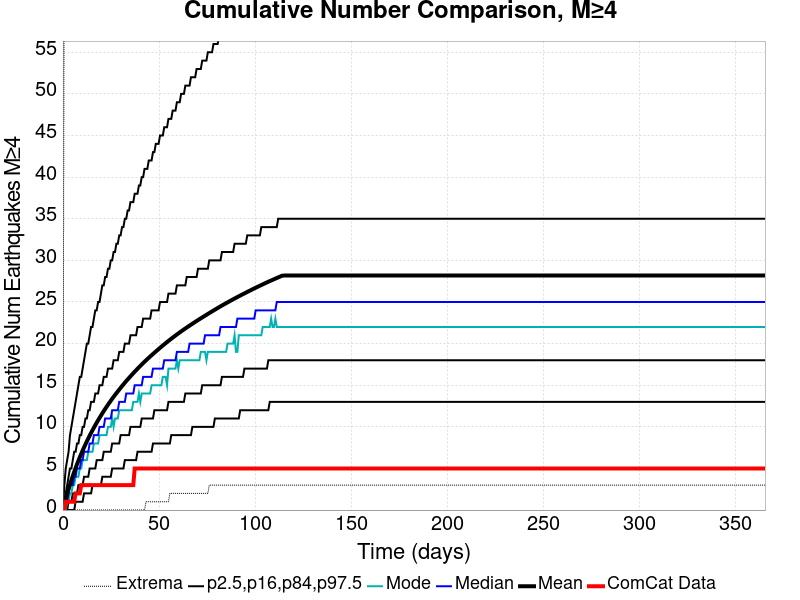 Cumulative Number Comparison, M≥4
Cumulative Num Earthquakes M≥4
55
50
45
40
35
30
25
20
15
10
5
0
0 50 100 150 200 250 300 350
Time (days)
Extrema p2.5,p16,p84,p97.5 Mode Median Mean ComCat Data